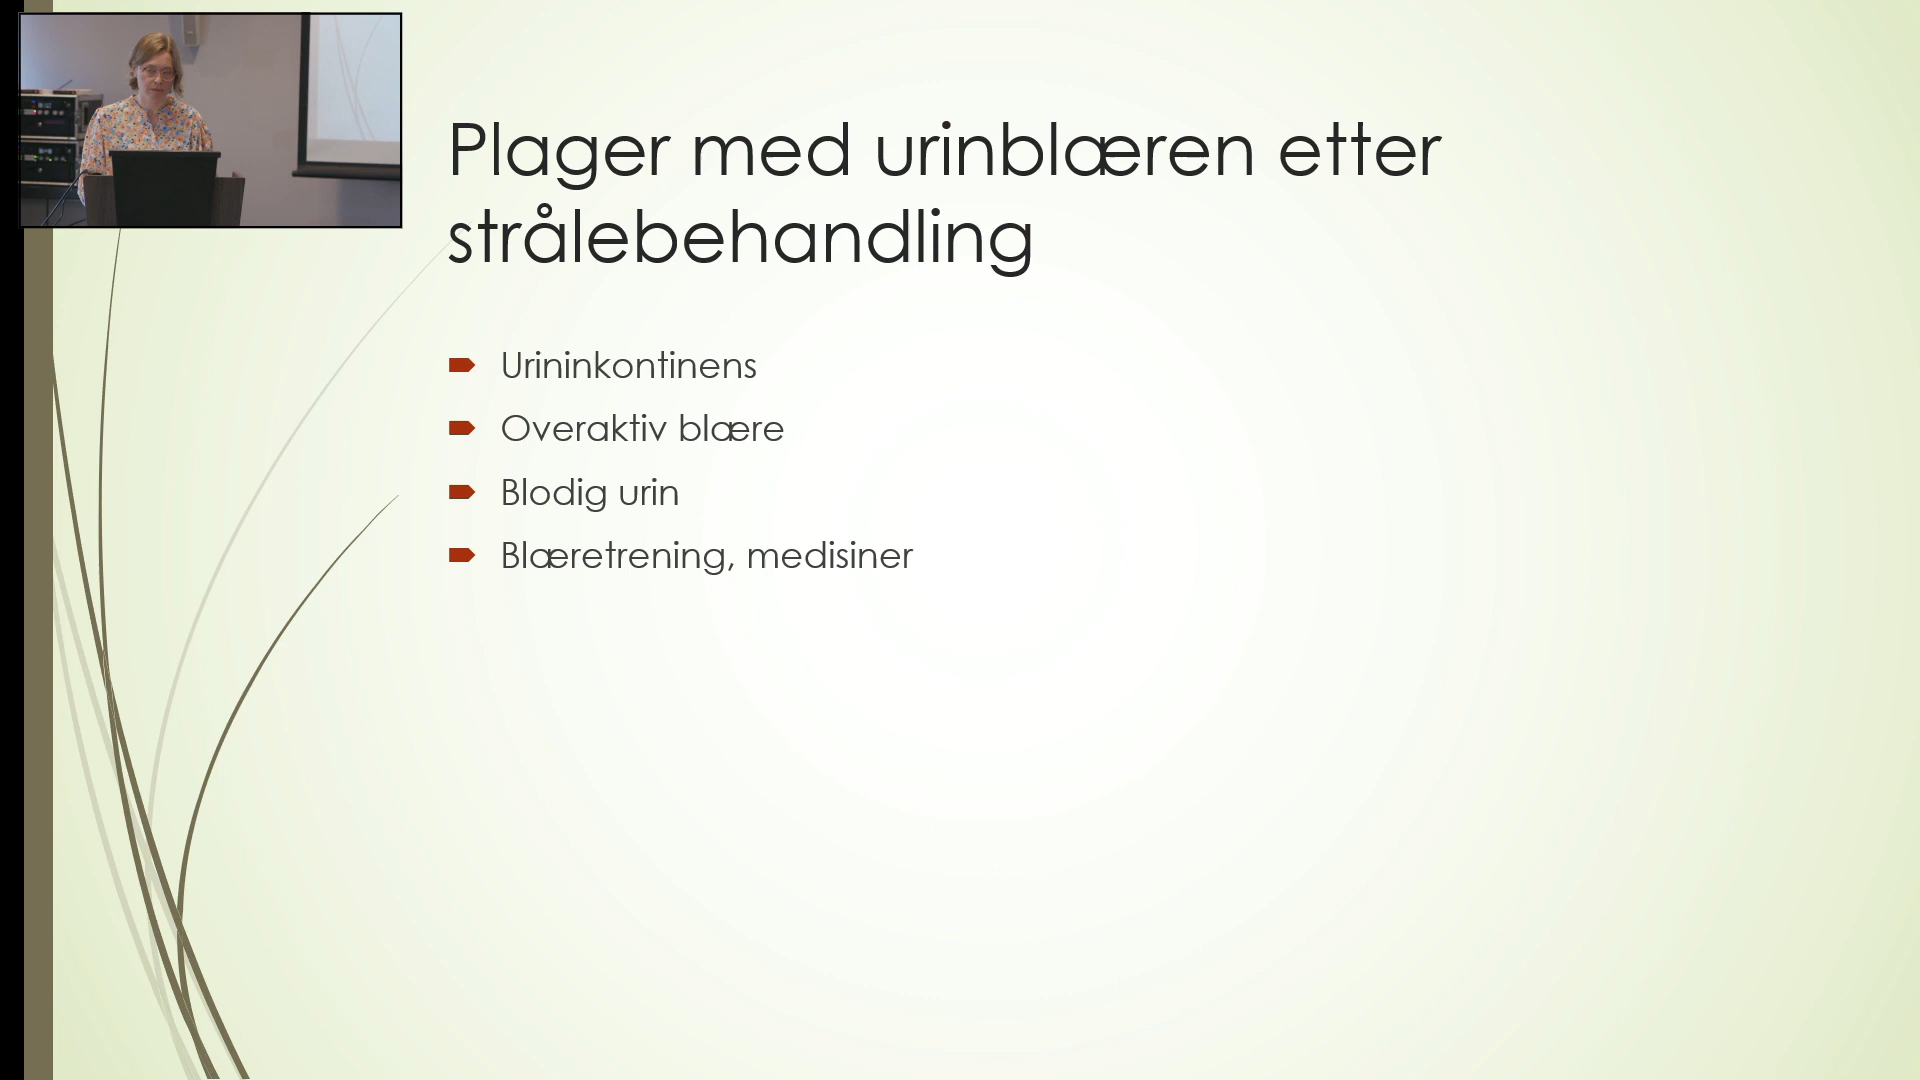 Plager med urinblæren etter
strålebehandling
Urininkontinens
Overaktiv blære
Blodig urin
Blæretrening, medisiner